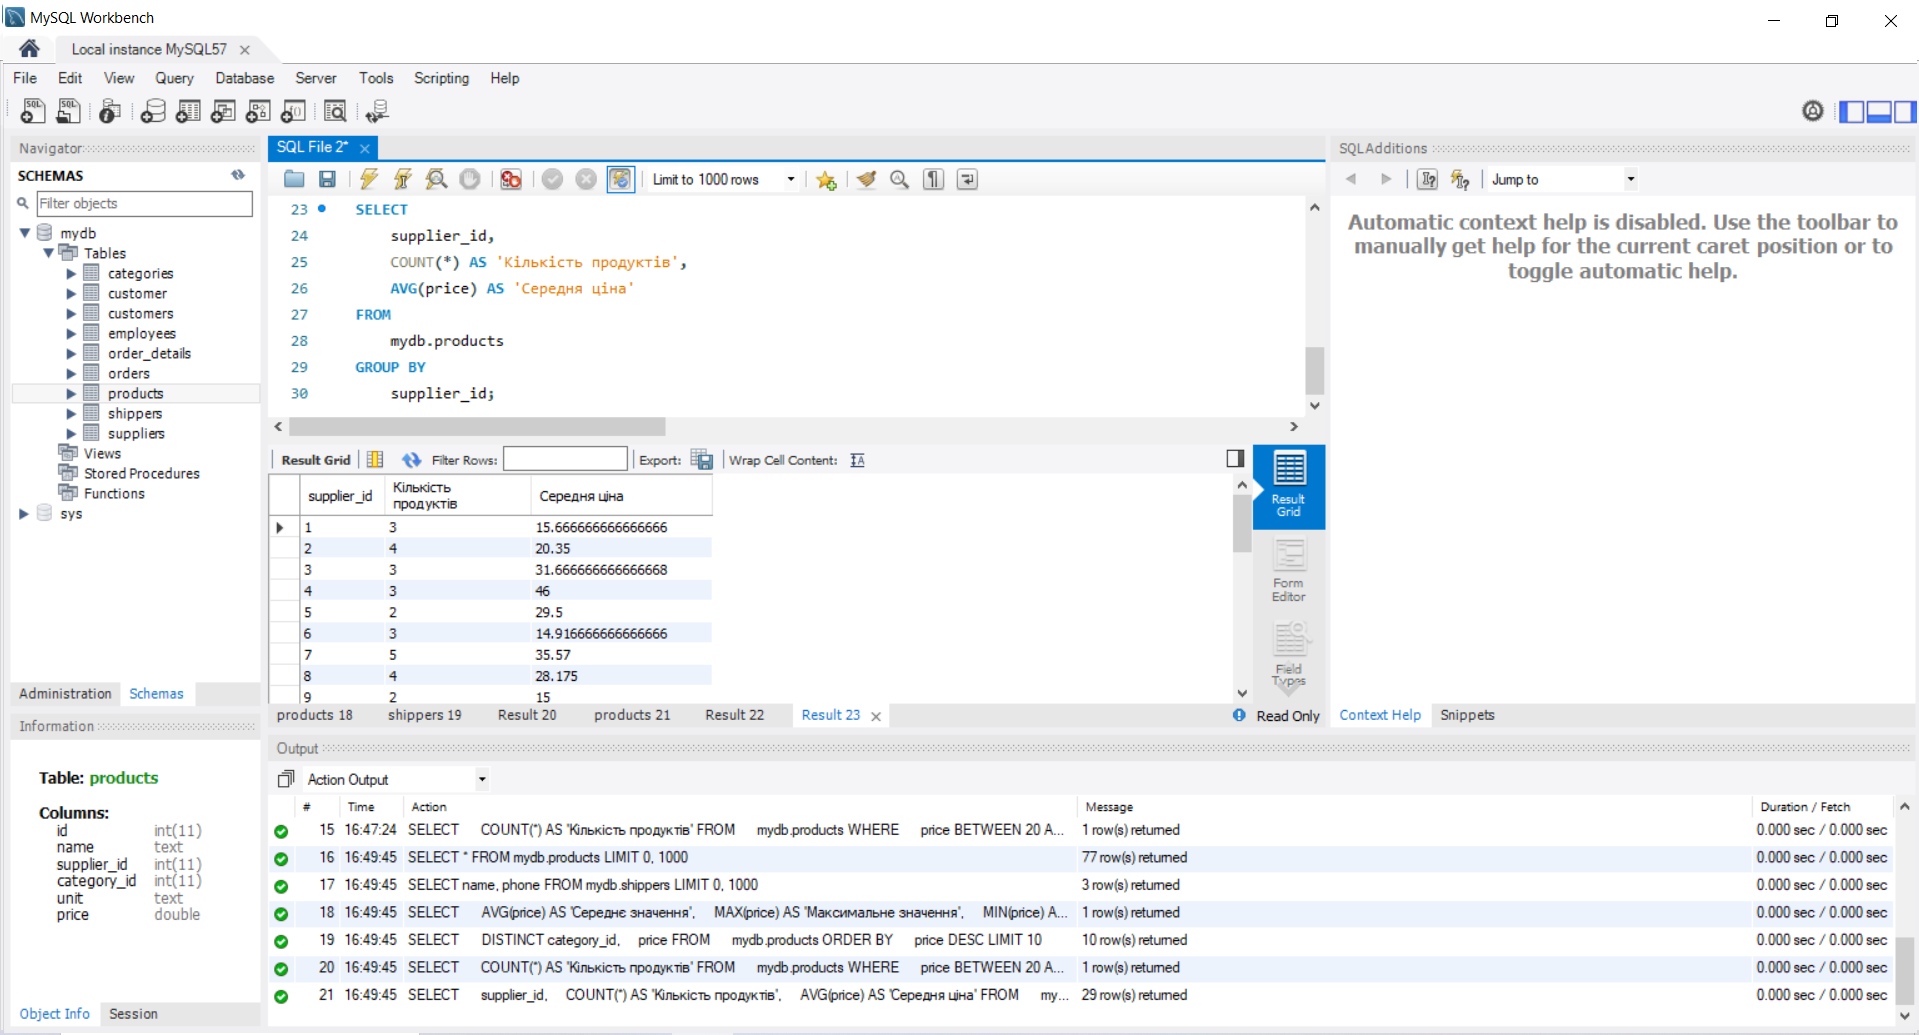 MySQL Workbench
Local instance MySQL57
File Edit View Query Database Server Tools Scripting Help
Navigator
SCHEMAS
Filter objects
mydb
Tables
categories
customer
customers
employees
order_details
orders
products
shippers
suppliers
Views
Stored Procedures
Functions
sys
Administration Schemas
Information
Table: products
Columns:
id int(11)
name text
supplier_id int(11)
category_id int(11)
unit text
price double
Object Info Session
SQL File 2*
Limit to 1000 rows
23 SELECT
24 supplier_id,
25 COUNT(*) AS 'Кількість продуктів',
26 AVG(price) AS 'Середня ціна'
27 FROM
28 mydb.products
29 GROUP BY
30 supplier_id;
Result Grid Filter Rows: Export: Wrap Cell Content:
supplier_id Кількість продуктів Середня ціна
1 3 15.666666666666666
2 4 20.35
3 3 31.666666666666668
4 3 46
5 2 29.5
6 3 14.916666666666666
7 5 35.57
8 4 28.175
9 2 15
Result Grid
Form Editor
Field Types
products 18 shippers 19 Result 20 products 21 Result 22 Result 23 Read Only
SQLAdditions
Jump to
Automatic context help is disabled. Use the toolbar to
manually get help for the current caret position or to
toggle automatic help.
Context Help Snippets
Output
Action Output
# Time Action Message Duration / Fetch
15 16:47:24 SELECT COUNT(*) AS 'Кількість продуктів' FROM mydb.products WHERE price BETWEEN 20 A... 1 row(s) returned 0.000 sec / 0.000 sec
16 16:49:45 SELECT * FROM mydb.products LIMIT 0, 1000 77 row(s) returned 0.000 sec / 0.000 sec
17 16:49:45 SELECT name, phone FROM mydb.shippers LIMIT 0, 1000 3 row(s) returned 0.000 sec / 0.000 sec
18 16:49:45 SELECT AVG(price) AS 'Середнє значення', MAX(price) AS 'Максимальне значення', MIN(price) A... 1 row(s) returned 0.000 sec / 0.000 sec
19 16:49:45 SELECT DISTINCT category_id, price FROM mydb.products ORDER BY price DESC LIMIT 10 10 row(s) returned 0.000 sec / 0.000 sec
20 16:49:45 SELECT COUNT(*) AS 'Кількість продуктів' FROM mydb.products WHERE price BETWEEN 20 A... 1 row(s) returned 0.000 sec / 0.000 sec
21 16:49:45 SELECT supplier_id, COUNT(*) AS 'Кількість продуктів', AVG(price) AS 'Середня ціна' FROM my... 29 row(s) returned 0.000 sec / 0.000 sec